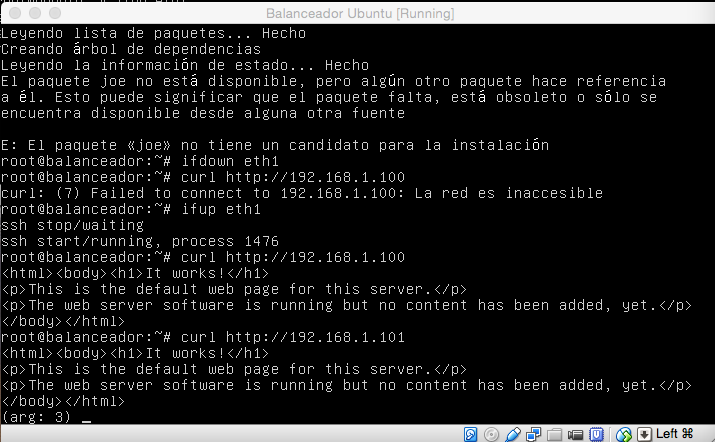 Balanceador Ubuntu [Running]
Leyendo lista de paquetes... Hecho
Creando árbol de dependencias
Leyendo la información de estado... Hecho
El paquete joe no está disponible, pero algún otro paquete hace referencia
a él. Esto puede significar que el paquete falta, está obsoleto o sólo se
encuentra disponible desde alguna otra fuente
E: El paquete «joe» no tiene un candidato para la instalación
root@balanceador:~# ifdown eth1
root@balanceador:~# curl http://192.168.1.100
curl: (7) Failed to connect to 192.168.1.100: La red es inaccesible
root@balanceador:~# ifup eth1
ssh stop/waiting
ssh start/running, process 1476
root@balanceador:~# curl http://192.168.1.100
<html><body><h1>It works!</h1>
<p>This is the default web page for this server.</p>
<p>The web server software is running but no content has been added, yet.</p>
</body></html>
root@balanceador:~# curl http://192.168.1.101
<html><body><h1>It works!</h1>
<p>This is the default web page for this server.</p>
<p>The web server software is running but no content has been added, yet.</p>
</body></html>
(arg: 3) _
Left ⌘